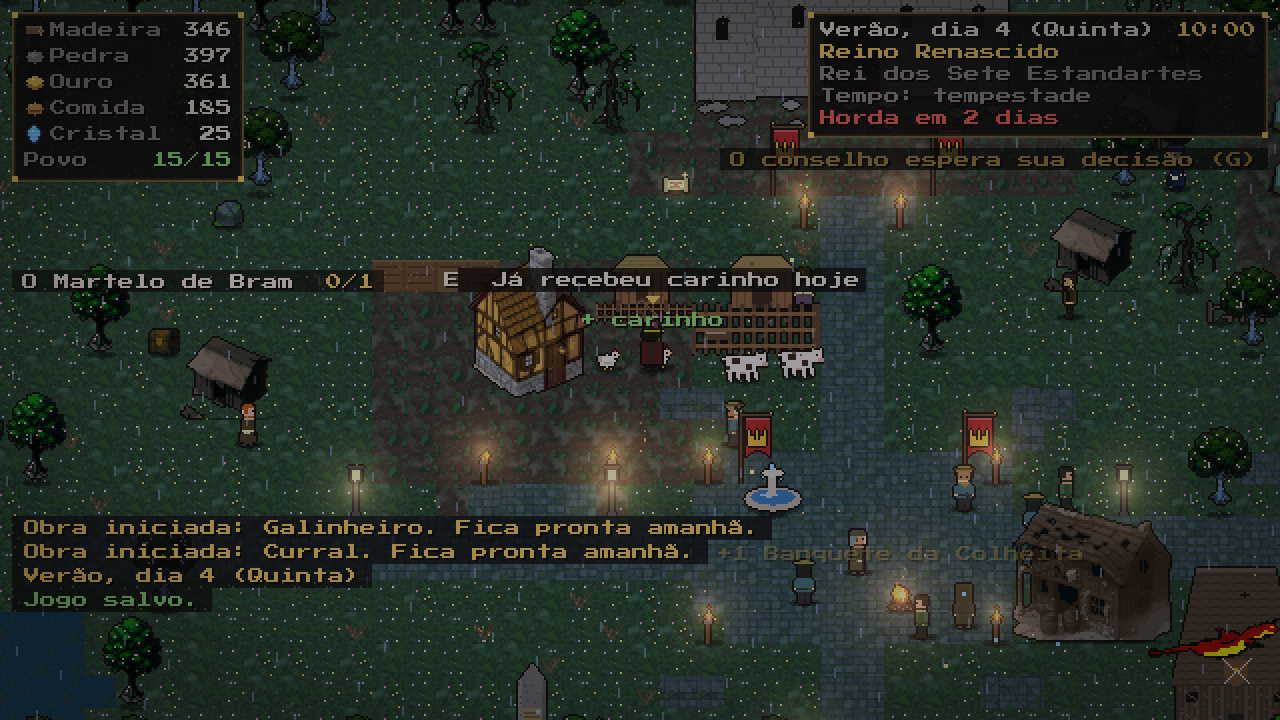 Madeira 346
Pedra 397
Ouro 361
Comida 185
Cristal 25
Povo 15/15
Verão, dia 4 (Quinta) 10:00
Reino Renascido
Rei dos Sete Estandartes
Tempo: tempestade
Horda em 2 dias
O conselho espera sua decisão (G)
O Martelo de Bram 0/1
E Já recebeu carinho hoje
+ carinho
Obra iniciada: Galinheiro. Fica pronta amanhã.
Obra iniciada: Curral. Fica pronta amanhã.
+1 Banquete da Colheita
Verão, dia 4 (Quinta)
Jogo salvo.